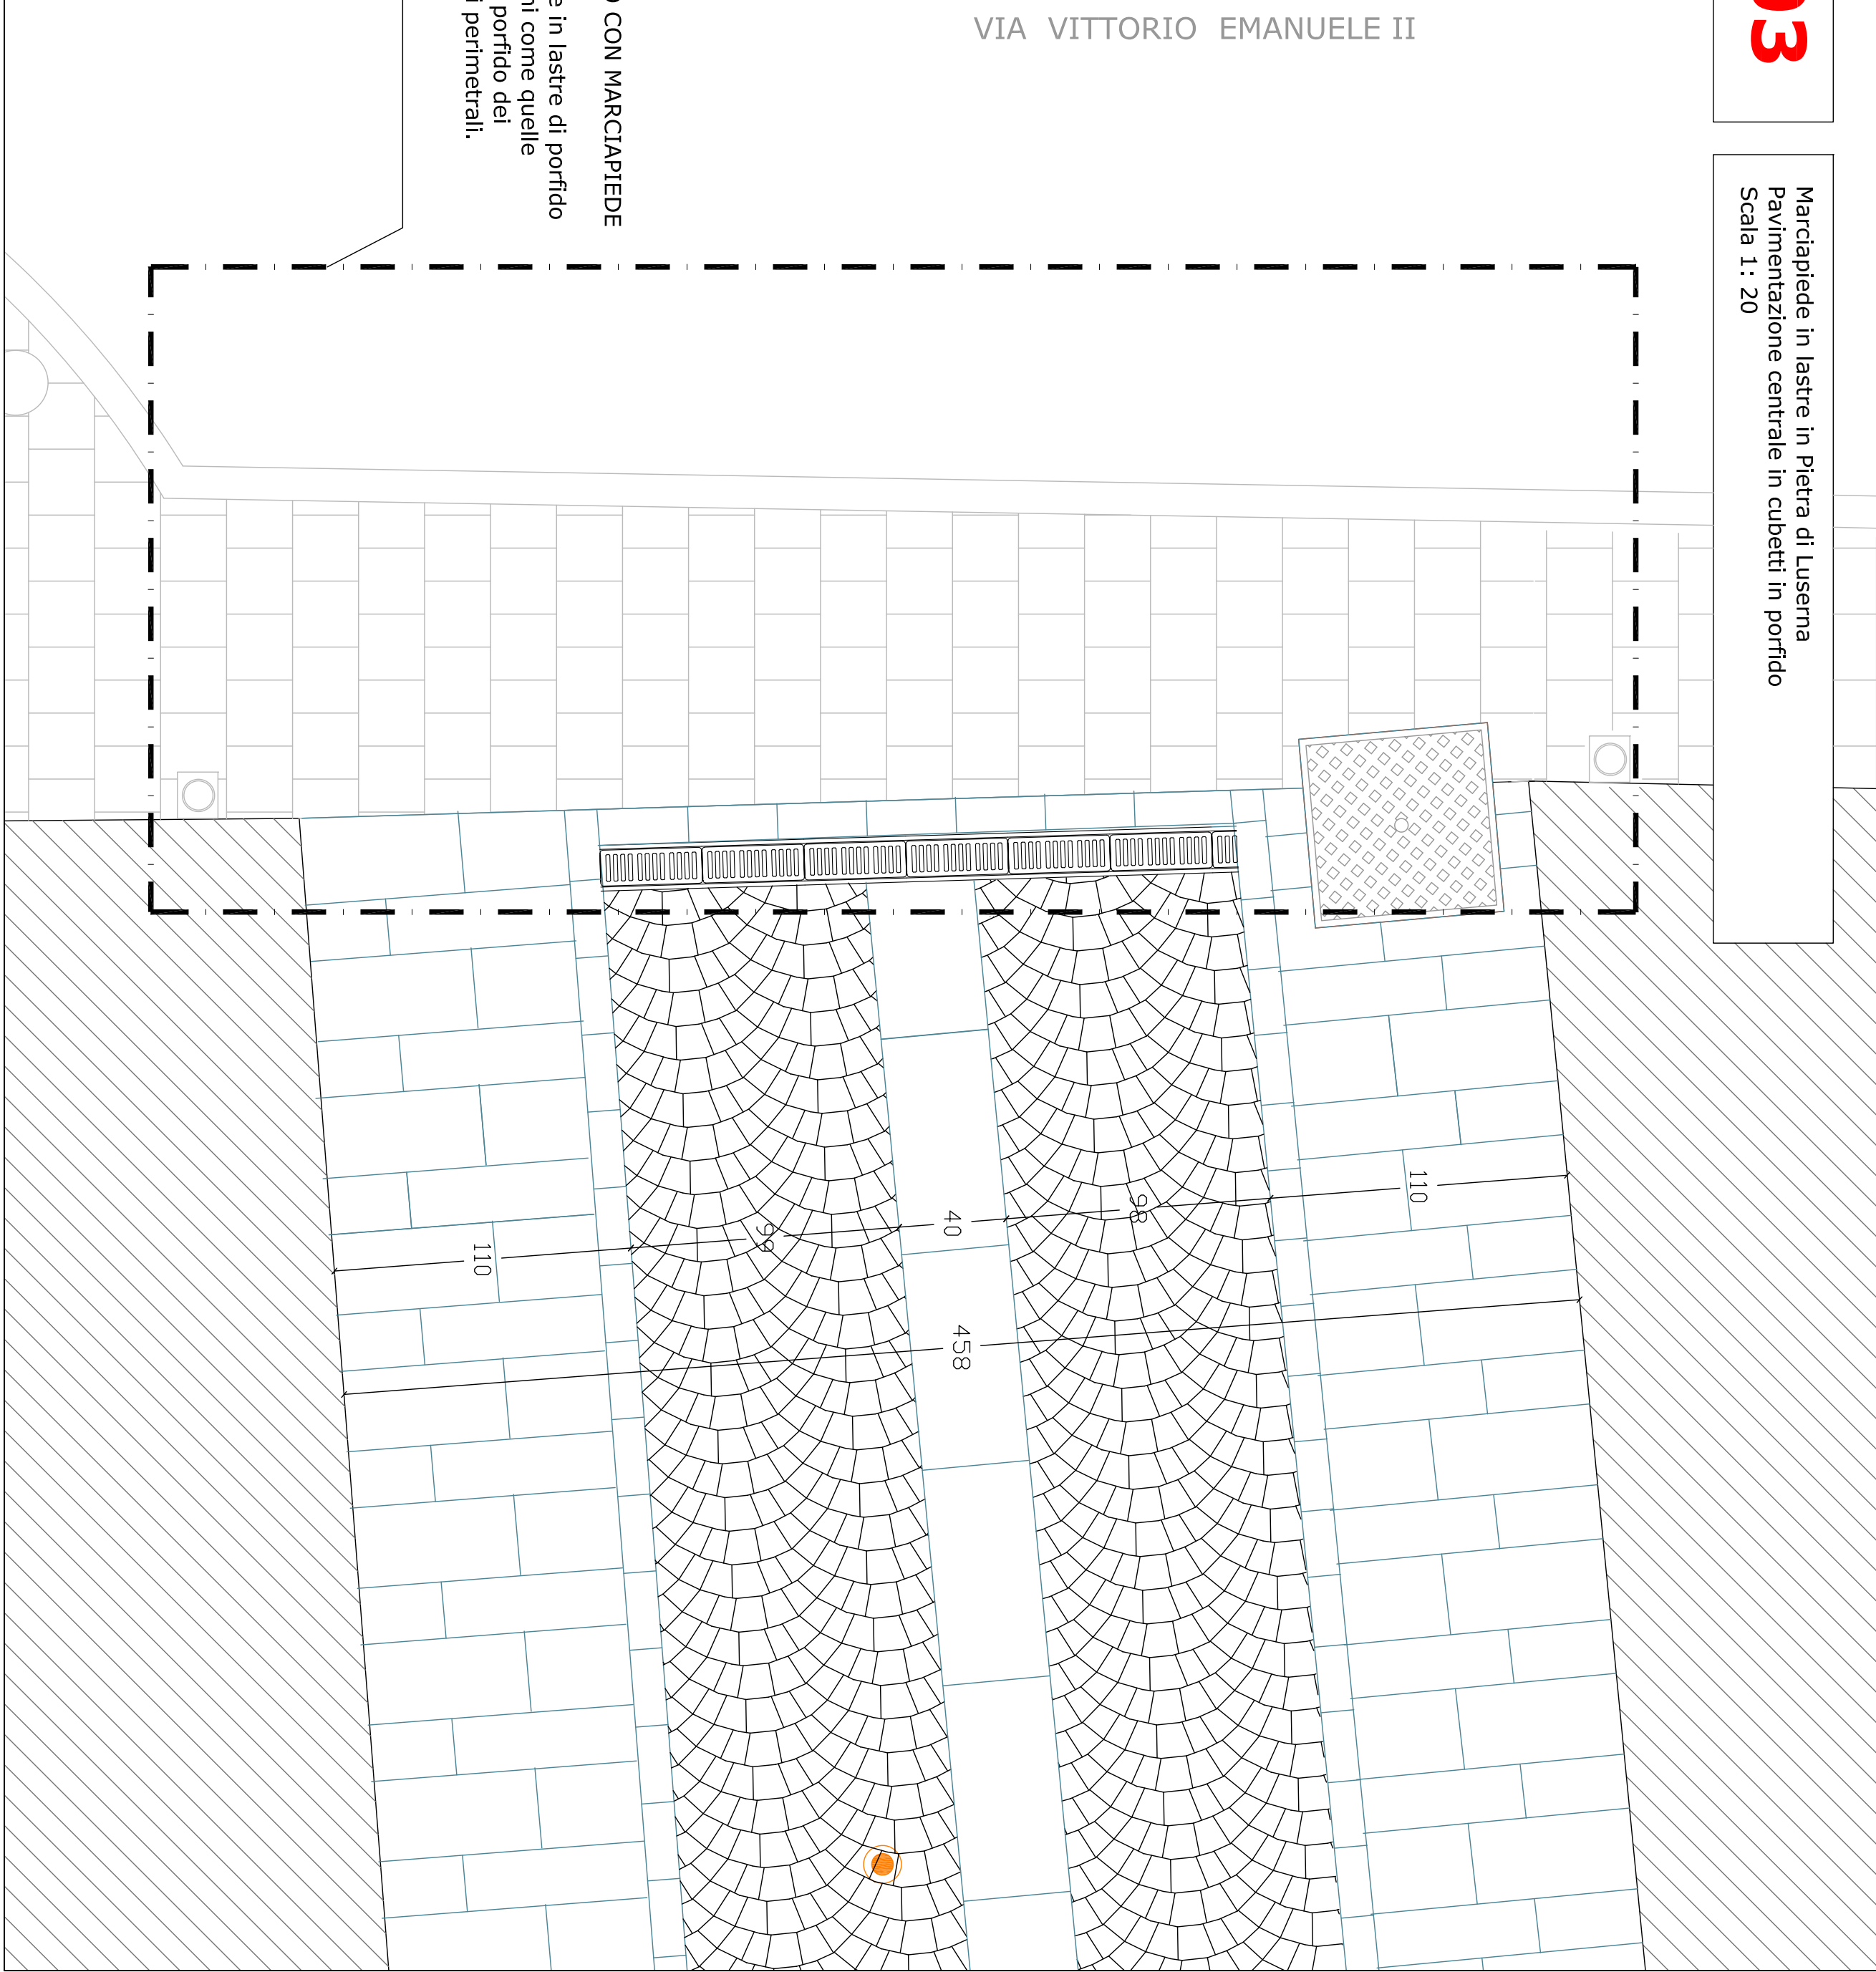 VIA VITTORIO EMANUELE II
03
Marciapiede in lastre in Pietra di Luserna
Pavimentazione centrale in cubetti in porfido
Scala 1: 20
CON MARCIAPIEDE
in lastre di porfido
come quelle
porfido dei
perimetrali.
110
99
40
98
110
458